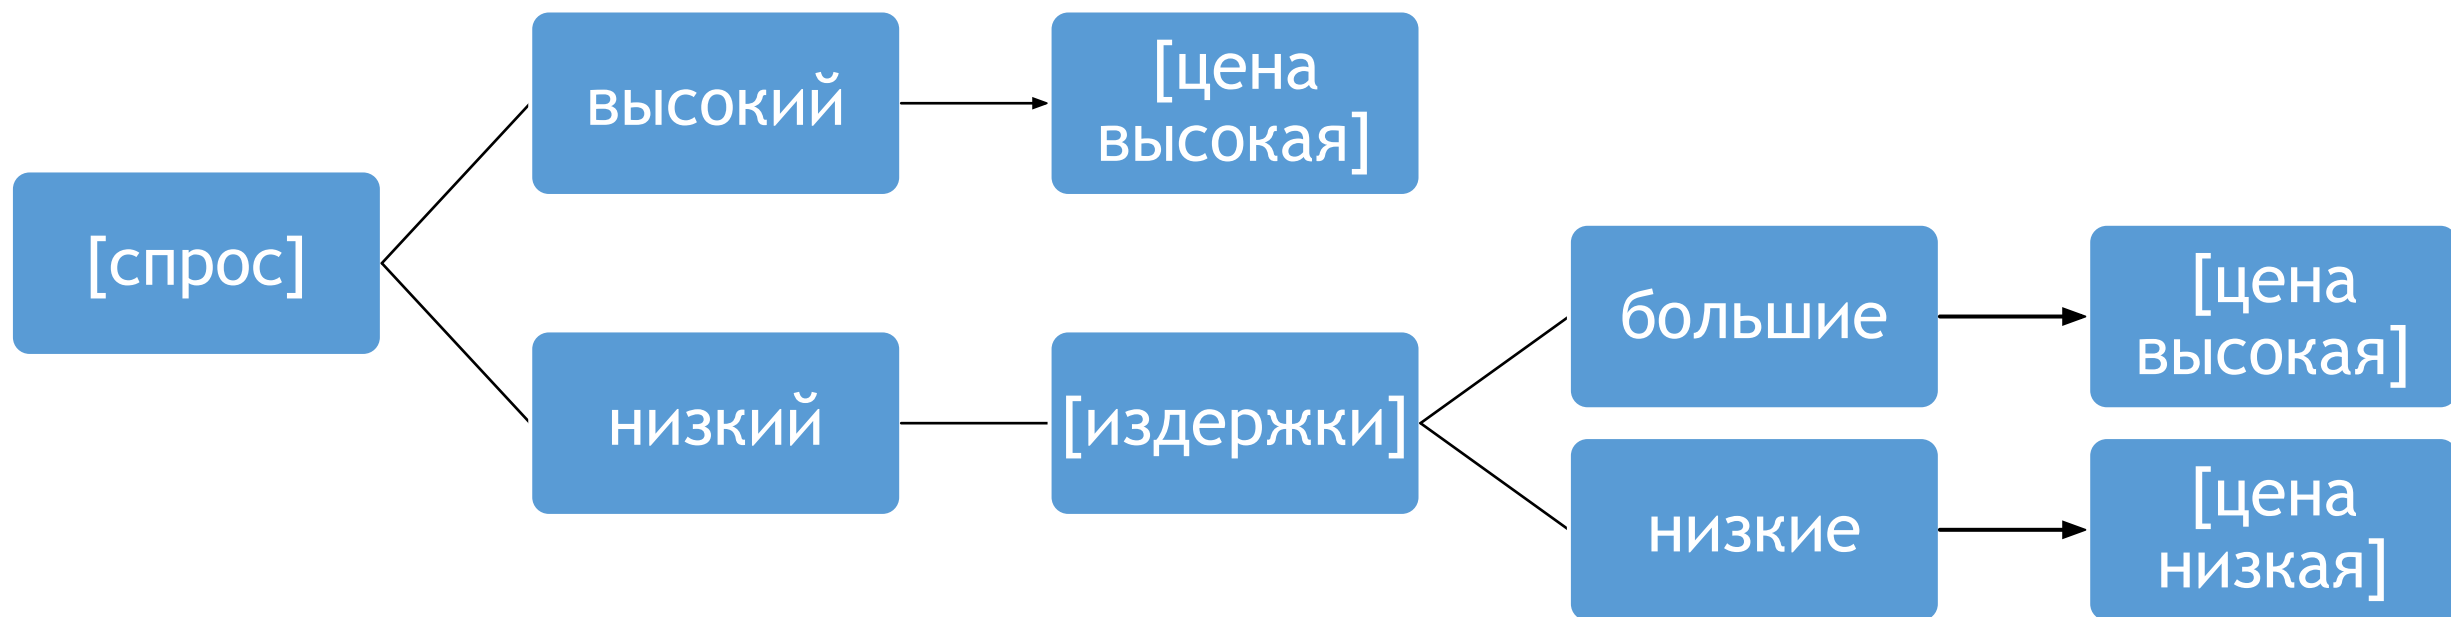 [спрос]
высокий
[цена
высокая]
низкий
[издержки]
большие
[цена
высокая]
низкие
[цена
низкая]